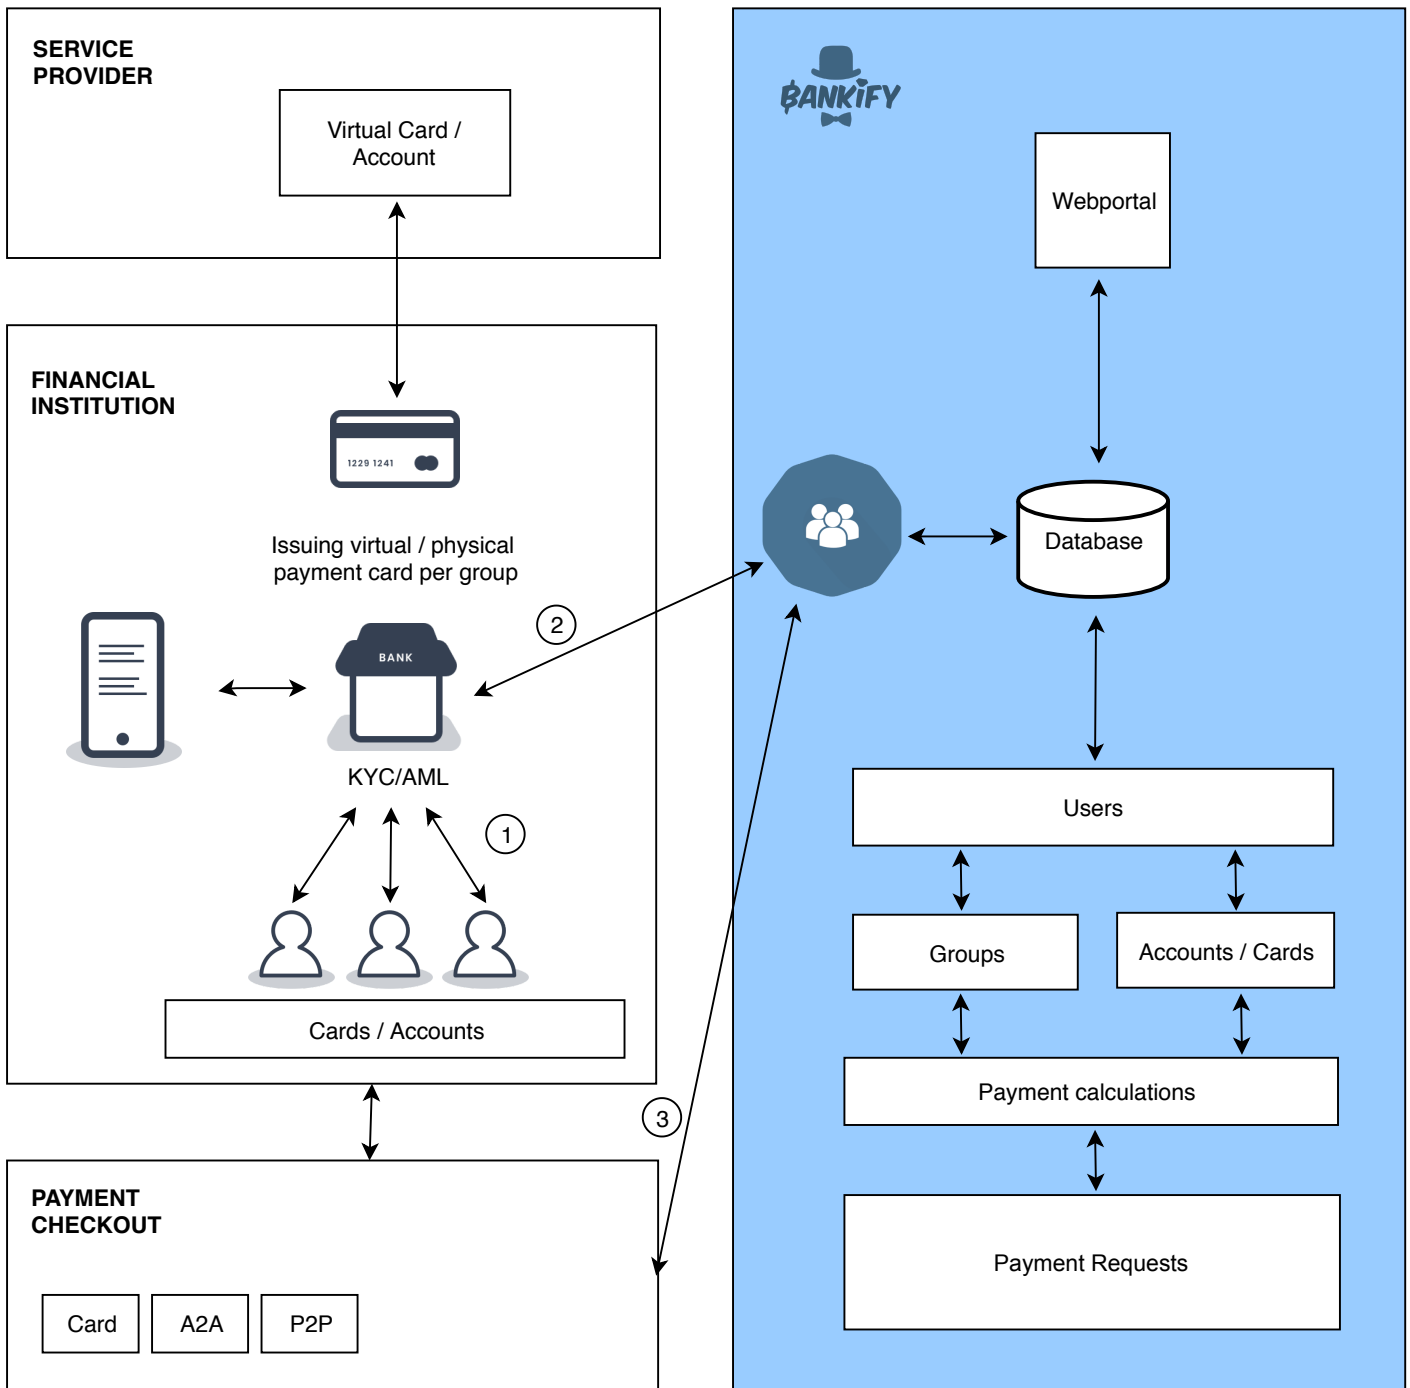 SERVICE
PROVIDER
Virtual Card /
Account
FINANCIAL
INSTITUTION
1229 1241
Issuing virtual / physical
payment card per group
BANK
KYC/AML
2
1
Cards / Accounts
3
PAYMENT
CHECKOUT
Card
A2A
P2P
BANKiFY
Webportal
Database
Users
Groups
Accounts / Cards
Payment calculations
Payment Requests